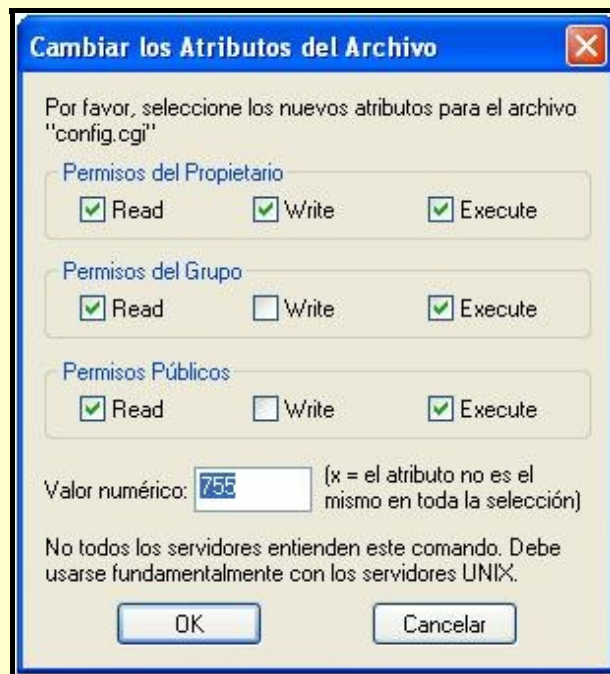 Cambiar los Atributos del Archivo
Por favor, seleccione los nuevos atributos para el archivo
"config.cgi"
Permisos del Propietario
Read Write Execute
Permisos del Grupo
Read Write Execute
Permisos Públicos
Read Write Execute
Valor numérico: 755 (x = el atributo no es el
mismo en toda la selección)
No todos los servidores entienden este comando. Debe
usarse fundamentalmente con los servidores UNIX.
OK Cancelar